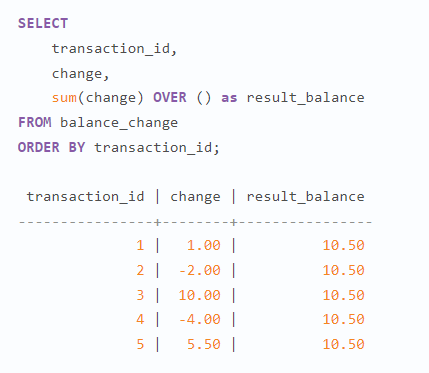 SELECT
    transaction_id,
    change,
    sum(change) OVER () as result_balance
FROM balance_change
ORDER BY transaction_id;
 transaction_id | change | result_balance
----------------+--------+----------------
              1 |   1.00 |          10.50
              2 |  -2.00 |          10.50
              3 |  10.00 |          10.50
              4 |  -4.00 |          10.50
              5 |   5.50 |          10.50